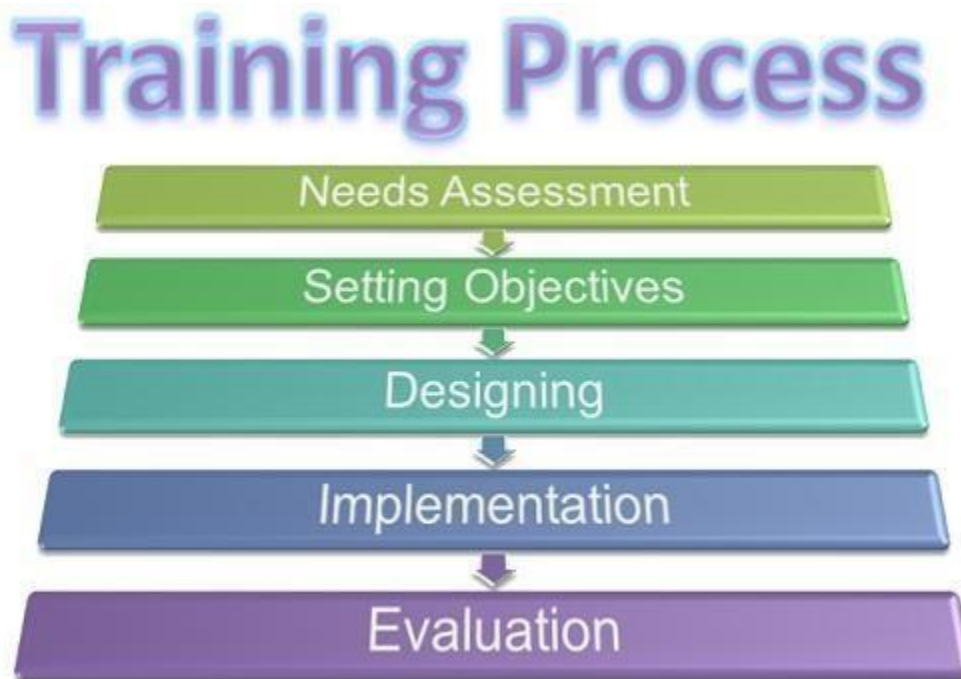 Training Process
Needs Assessment
Setting Objectives
Designing
Implementation
Evaluation